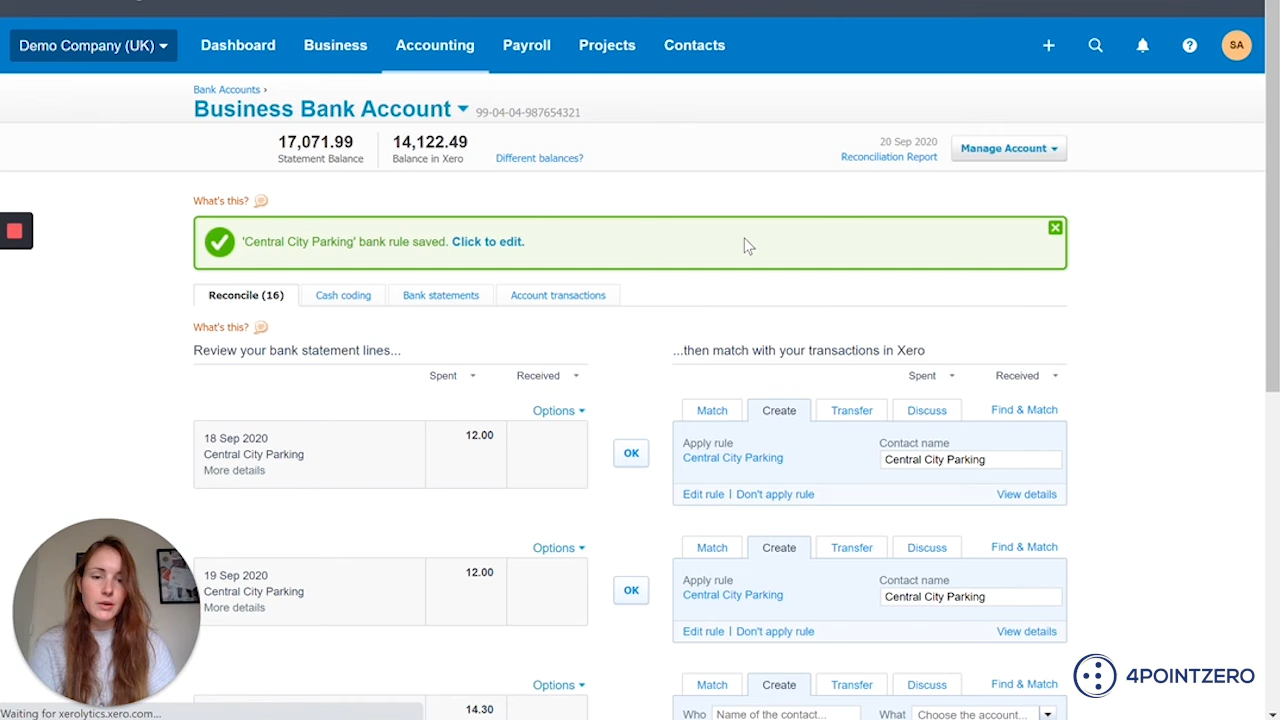 Demo Company (UK) Dashboard Business Accounting Payroll Projects Contacts SA
Bank Accounts ›
Business Bank Account 99-04-04-987654321
17,071.99 14,122.49 20 Sep 2020 Manage Account
Statement Balance Balance in Xero Different balances? Reconciliation Report
What's this?
'Central City Parking' bank rule saved. Click to edit.
Reconcile (16) Cash coding Bank statements Account transactions
What's this?
Review your bank statement lines... ...then match with your transactions in Xero
Spent Received Spent Received
Options Match Create Transfer Discuss Find & Match
18 Sep 2020 12.00 Apply rule Contact name
Central City Parking OK Central City Parking Central City Parking
More details
Edit rule | Don't apply rule View details
Options Match Create Transfer Discuss Find & Match
19 Sep 2020 12.00 Apply rule Contact name
Central City Parking OK Central City Parking Central City Parking
More details
Edit rule | Don't apply rule View details
4POINTZERO
Options Match Create Transfer Discuss Find & Match
14.30 Who Name of the contact... What Choose the account...
Waiting for xerolytics.xero.com...